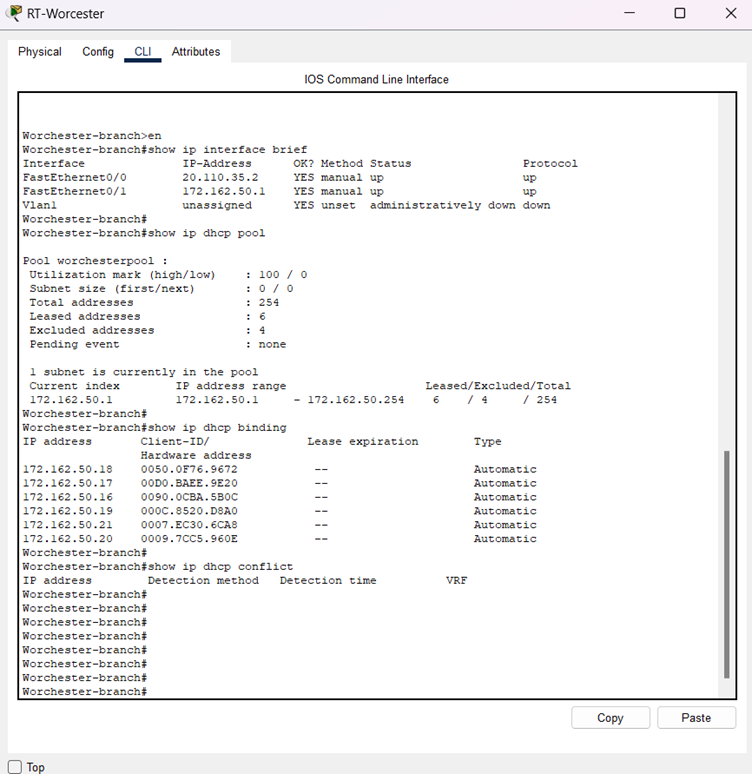 RT-Worcester
Physical Config CLI Attributes
IOS Command Line Interface
Worchester-branch>en
Worchester-branch#show ip interface brief
Interface IP-Address OK? Method Status Protocol
FastEthernet0/0 20.110.35.2 YES manual up up
FastEthernet0/1 172.162.50.1 YES manual up up
Vlan1 unassigned YES unset administratively down down
Worchester-branch#
Worchester-branch#show ip dhcp pool
Pool worchesterpool :
Utilization mark (high/low) : 100 / 0
Subnet size (first/next) : 0 / 0
Total addresses : 254
Leased addresses : 6
Excluded addresses : 4
Pending event : none
1 subnet is currently in the pool
Current index IP address range Leased/Excluded/Total
172.162.50.1 172.162.50.1 - 172.162.50.254 6 / 4 / 254
Worchester-branch#
Worchester-branch#show ip dhcp binding
IP address Client-ID/ Lease expiration Type
Hardware address
172.162.50.18 0050.0F76.9672 -- Automatic
172.162.50.17 00D0.BAEE.9E20 -- Automatic
172.162.50.16 0090.0CBA.5B0C -- Automatic
172.162.50.19 000C.8520.D8A0 -- Automatic
172.162.50.21 0007.EC30.6CA8 -- Automatic
172.162.50.20 0009.7CC5.960E -- Automatic
Worchester-branch#
Worchester-branch#show ip dhcp conflict
IP address Detection method Detection time VRF
Worchester-branch#
Worchester-branch#
Worchester-branch#
Worchester-branch#
Worchester-branch#
Worchester-branch#
Worchester-branch#
Worchester-branch#
Copy Paste
Top